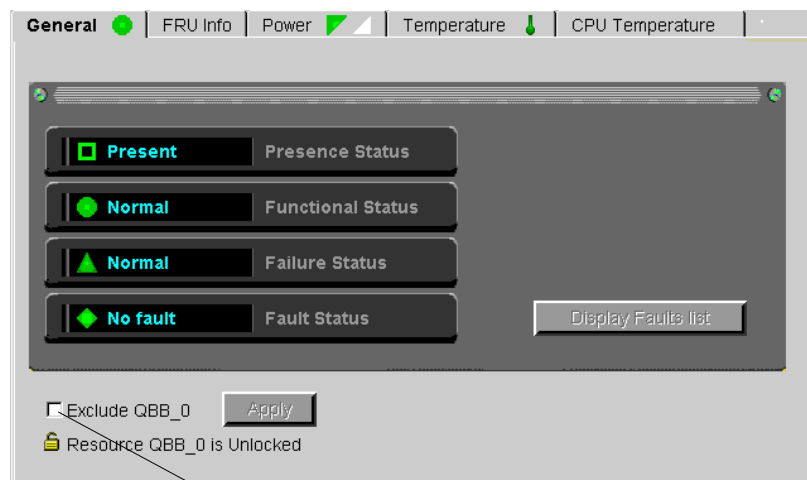 General FRU Info Power Temperature CPU Temperature
Present Presence Status
Normal Functional Status
Normal Failure Status
No fault Fault Status
Display Faults list
Exclude QBB_0 Apply
Resource QBB_0 is Unlocked